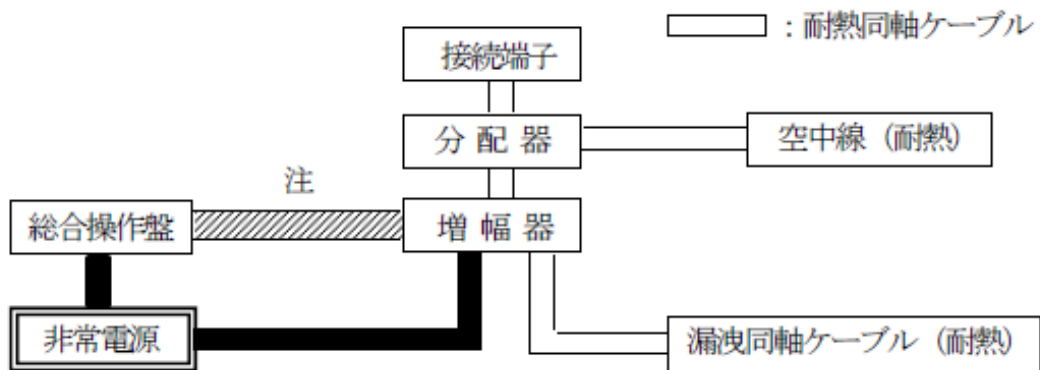 ：耐熱同軸ケーブル
接続端子
分 配 器
空中線（耐熱）
注
総合操作盤
増 幅 器
非常電源
漏洩同軸ケーブル（耐熱）